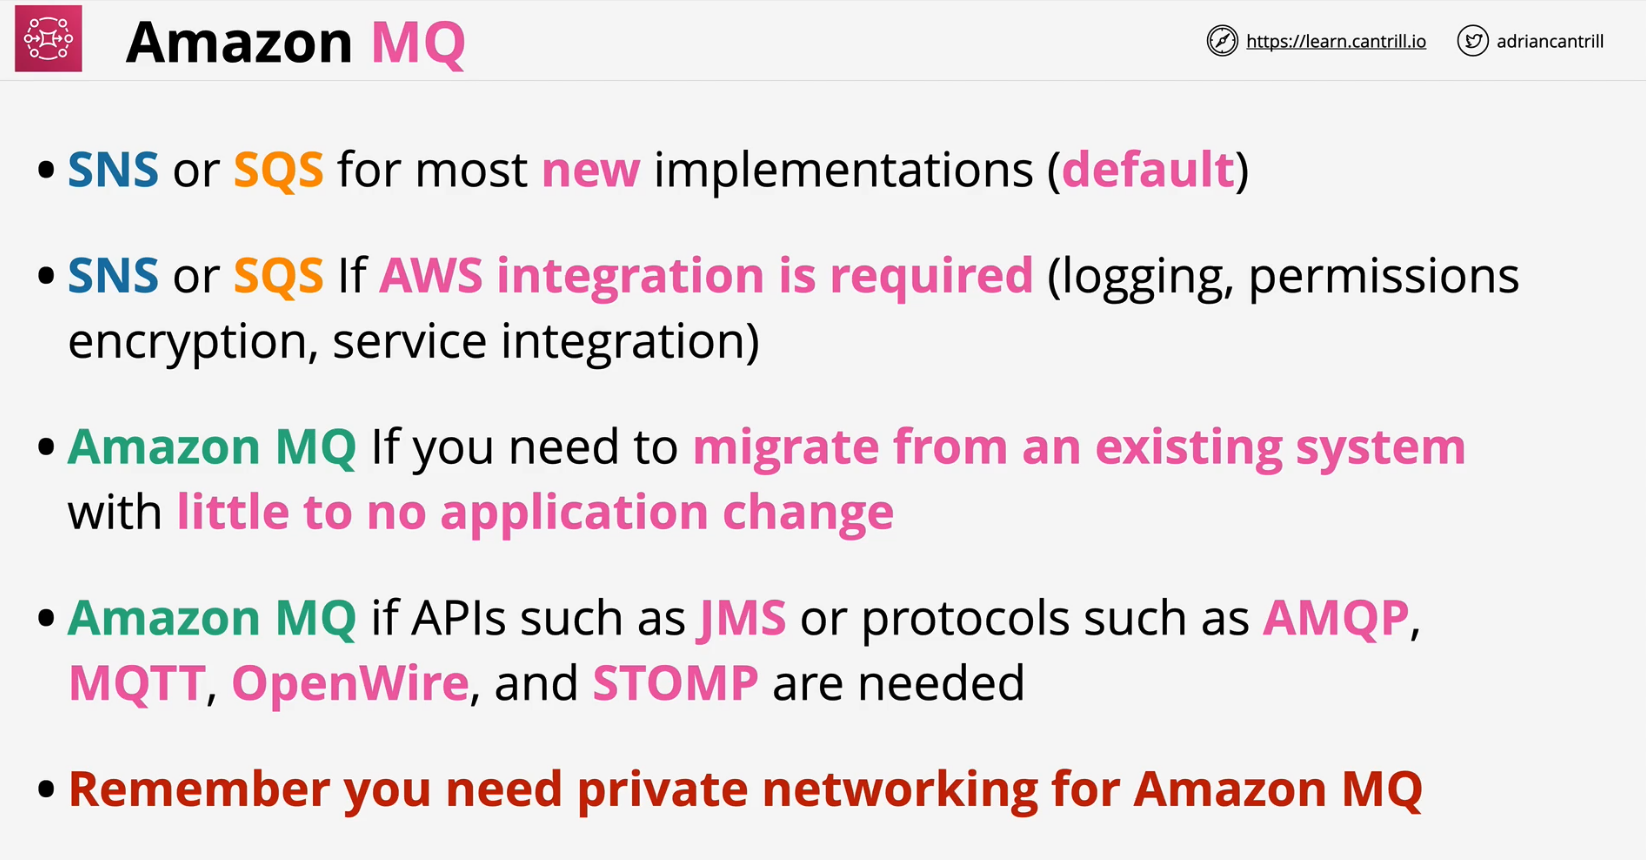 Amazon MQ
https://learn.cantrill.io
adriancantrill
• SNS or SQS for most new implementations (default)
• SNS or SQS If AWS integration is required (logging, permissions
encryption, service integration)
• Amazon MQ If you need to migrate from an existing system
with little to no application change
• Amazon MQ if APIs such as JMS or protocols such as AMQP,
MQTT, OpenWire, and STOMP are needed
• Remember you need private networking for Amazon MQ